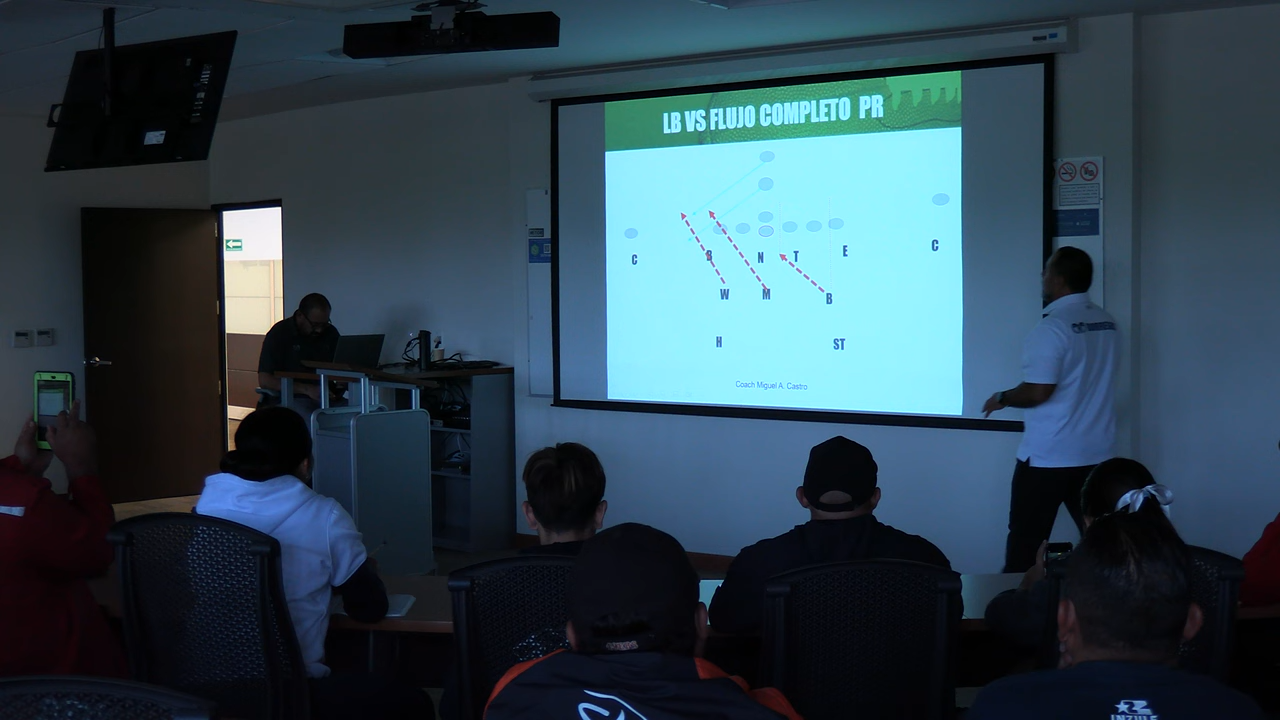 LB VS FLUJO COMPLETO PR
C B N T E C
W M B
H ST
Coach Miguel A. Castro